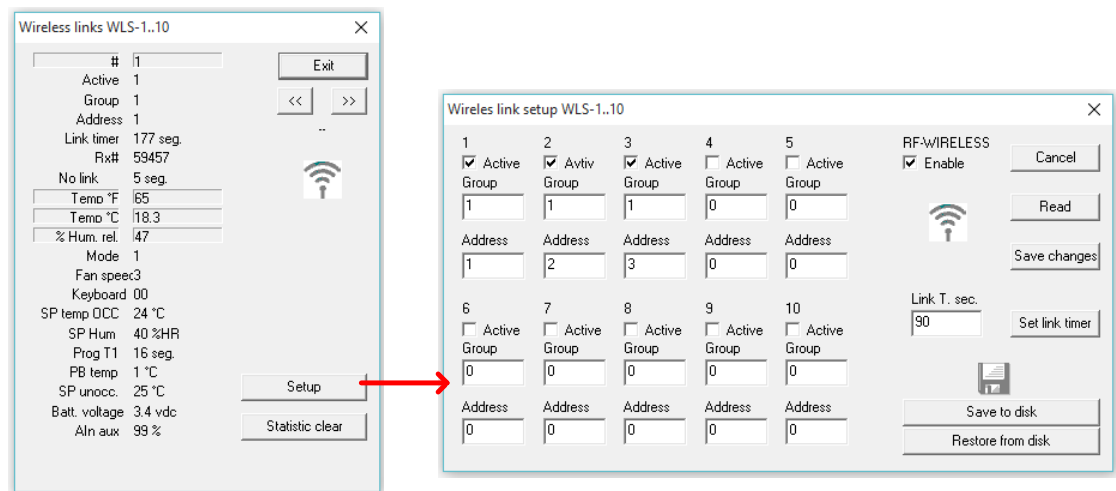 Wireless links WLS-1..10
# 1
Active 1
Group 1
Address 1
Link timer 177 seg.
Rx# 59457
No link 5 seg.
Temp °F 65
Temp °C 18.3
% Hum. rel. 47
Mode 1
Fan speec3
Keyboard 00
SP temp OCC 24 °C
SP Hum 40 %HR
Prog T1 16 seg.
PB temp 1 °C
SP unocc. 25 °C
Batt. voltage 3.4 vdc
AIn aux 99 %
Exit
<< >>
--
Setup
Statistic clear
Wireles link setup WLS-1..10
1 2 3 4 5
Active Avtiv Active Active Active
Group Group Group Group Group
1 1 1 0 0
Address Address Address Address Address
1 2 3 0 0
6 7 8 9 10
Active Active Active Active Active
Group Group Group Group Group
0 0 0 0 0
Address Address Address Address Address
0 0 0 0 0
RF-WIRELESS
Enable
Cancel
Read
Save changes
Link T. sec.
90 Set link timer
Save to disk
Restore from disk